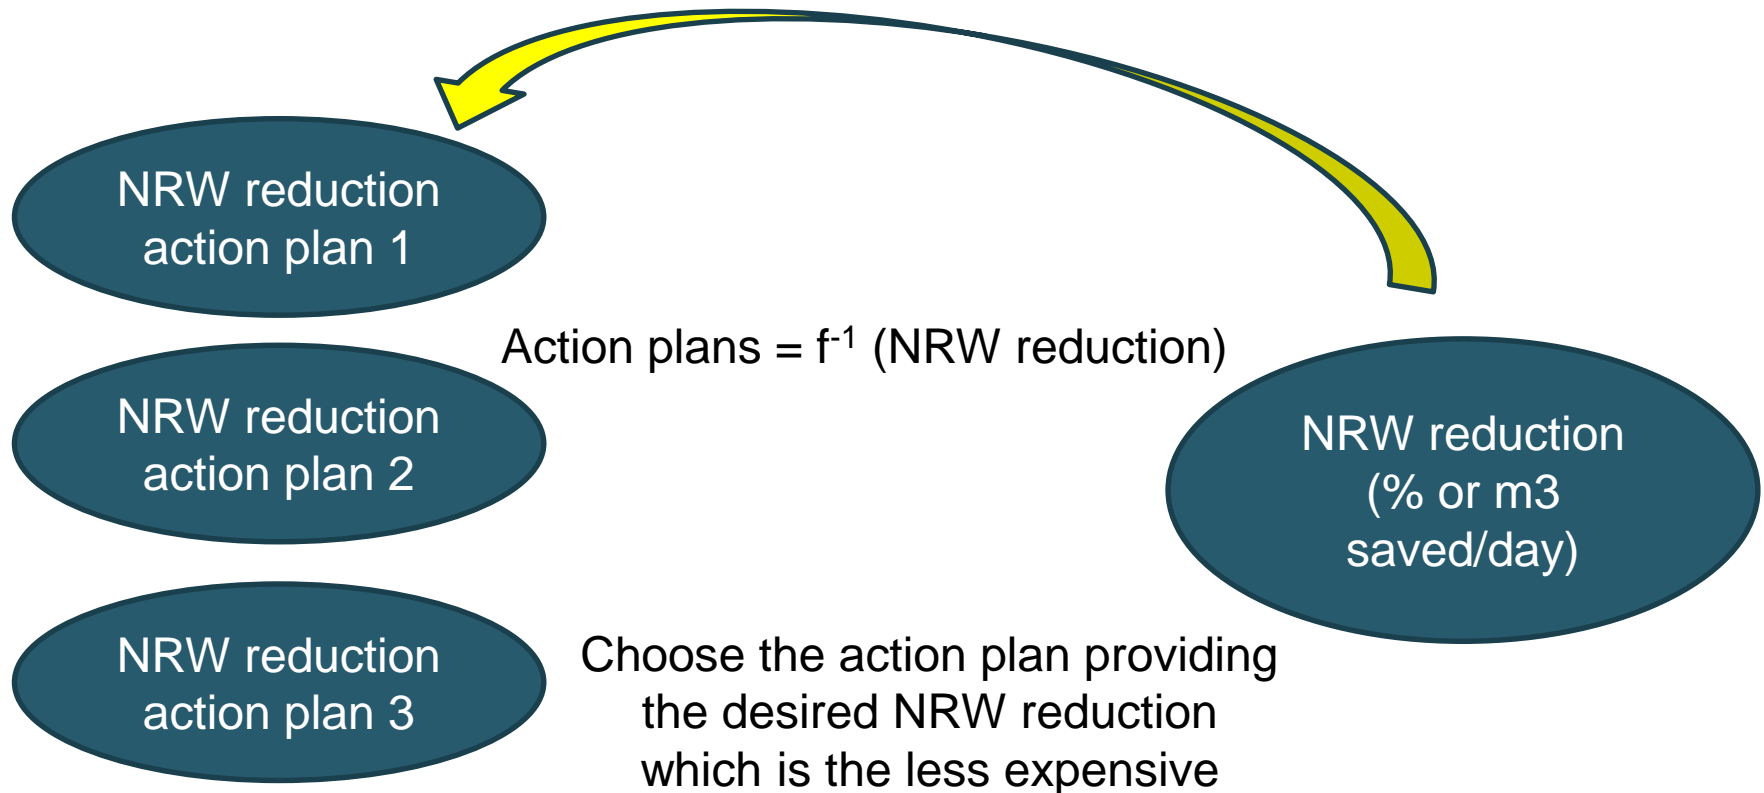 NRW reduction
action plan 1
Action plans = f⁻¹ (NRW reduction)
NRW reduction
action plan 2
NRW reduction
(% or m3
saved/day)
NRW reduction
action plan 3
Choose the action plan providing
the desired NRW reduction
which is the less expensive